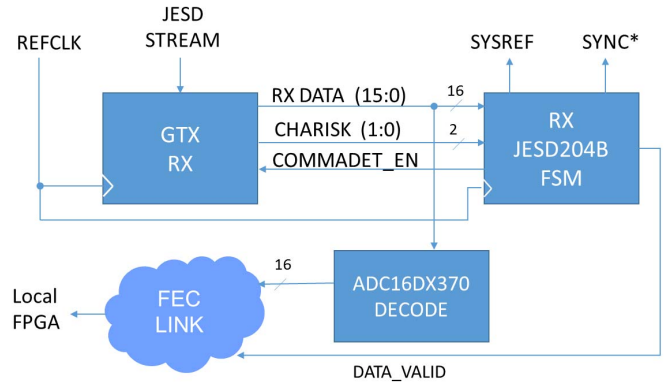 JESD
STREAM
REFCLK
SYSREF
SYNC*
RX DATA (15:0)
16
GTX
RX
CHARISK (1:0)
2
COMMADET_EN
RX
JESD204B
FSM
16
ADC16DX370
DECODE
FEC
LINK
Local
FPGA
DATA_VALID